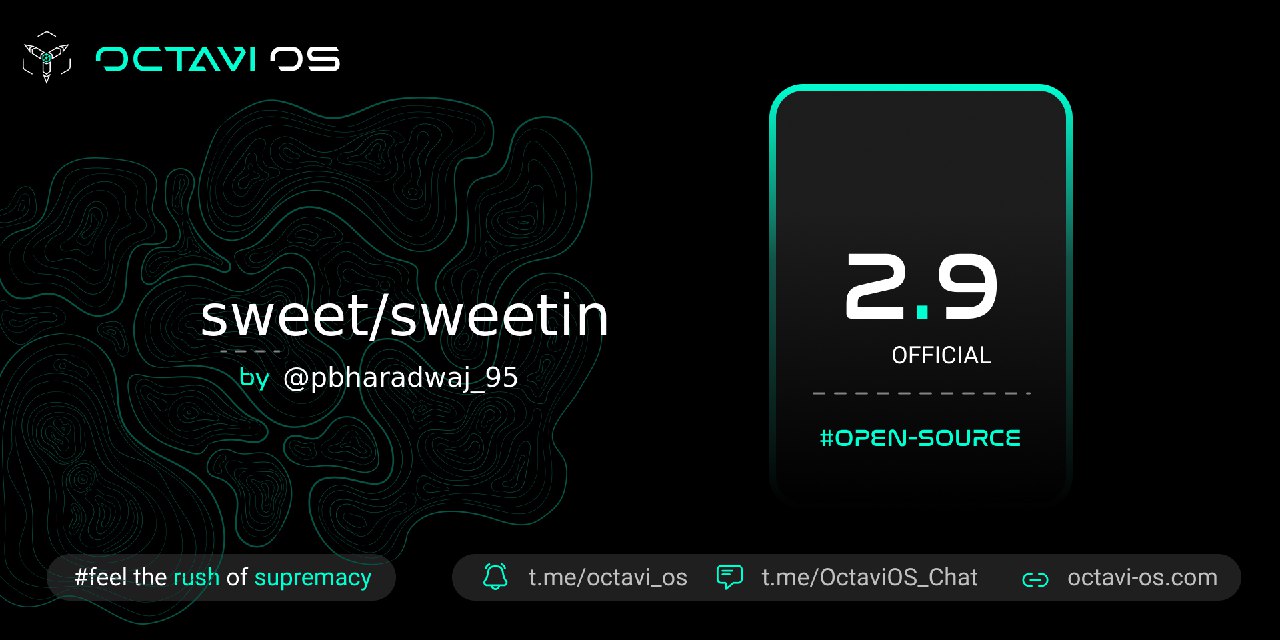 OCTAVI OS
sweet/sweetin
by @pbharadwaj_95
2.9
OFFICIAL
#OPEN-SOURCE
#feel the rush of supremacy
t.me/octavi_os
t.me/OctaviOS_Chat
octavi-os.com